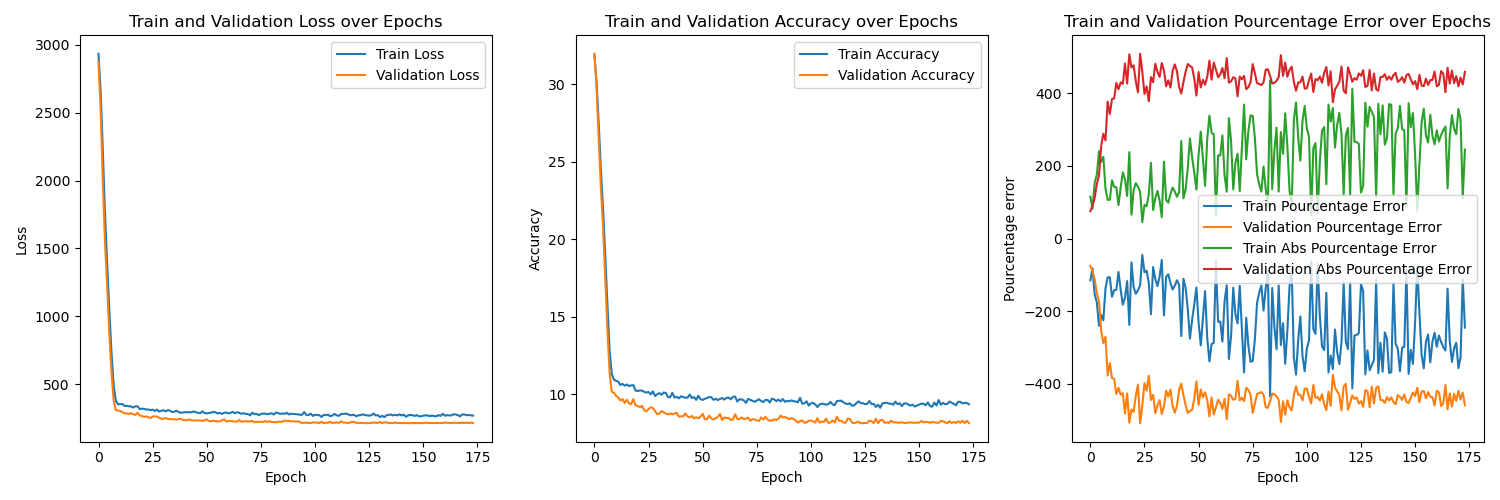 Train and Validation Loss over Epochs
Train and Validation Accuracy over Epochs
Train and Validation Pourcentage Error over Epochs
3000
2500
2000
1500
1000
500
0
25
50
75
100
125
150
175
Loss
Epoch
Train Loss
Validation Loss
30
25
20
15
10
0
25
50
75
100
125
150
175
Accuracy
Epoch
Train Accuracy
Validation Accuracy
400
200
0
−200
−400
0
25
50
75
100
125
150
175
Pourcentage error
Epoch
Train Pourcentage Error
Validation Pourcentage Error
Train Abs Pourcentage Error
Validation Abs Pourcentage Error